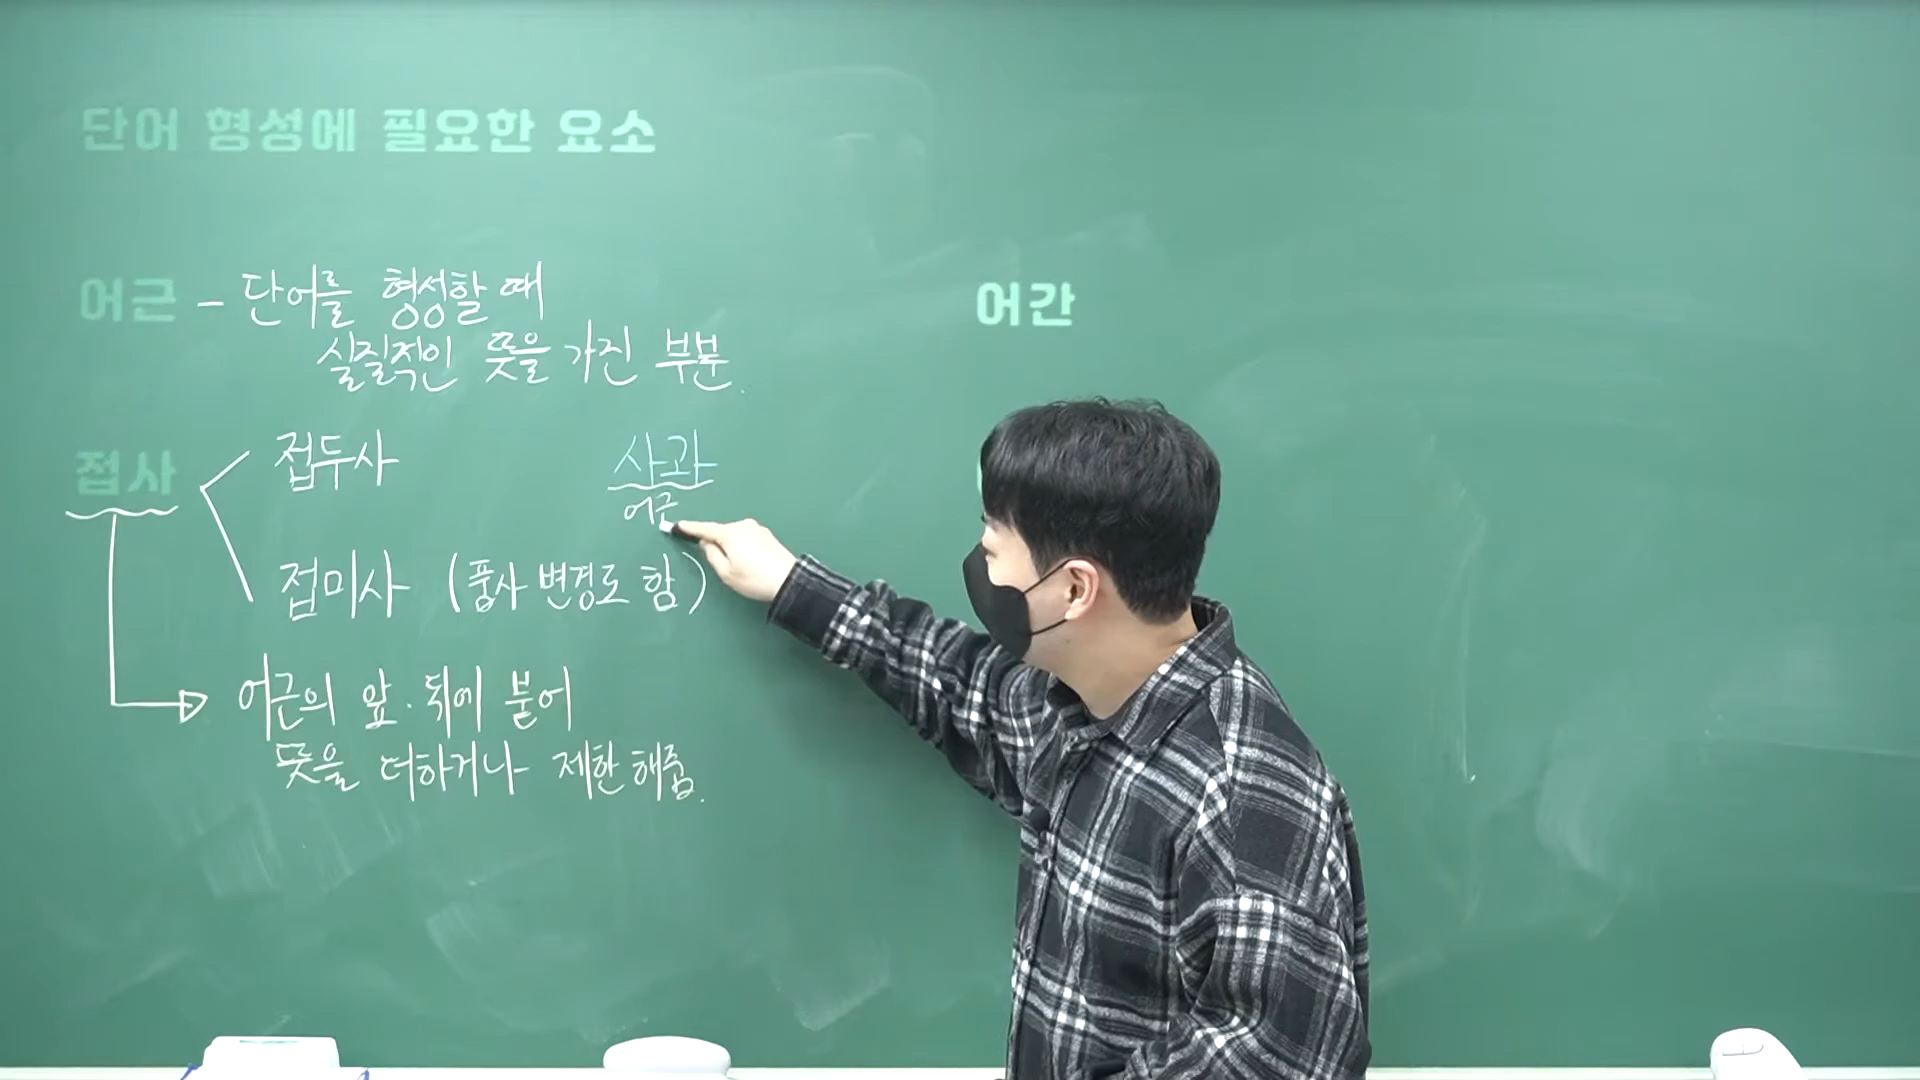 단어 형성에 필요한 요소
어근 - 단어를 형성할 때
실질적인 뜻을 가진 부분.
접사
접두사
사과
어근
접미사 (품사 변경도 함)
어근의 앞·뒤에 붙어
뜻을 더하거나 제한해줌.
어간